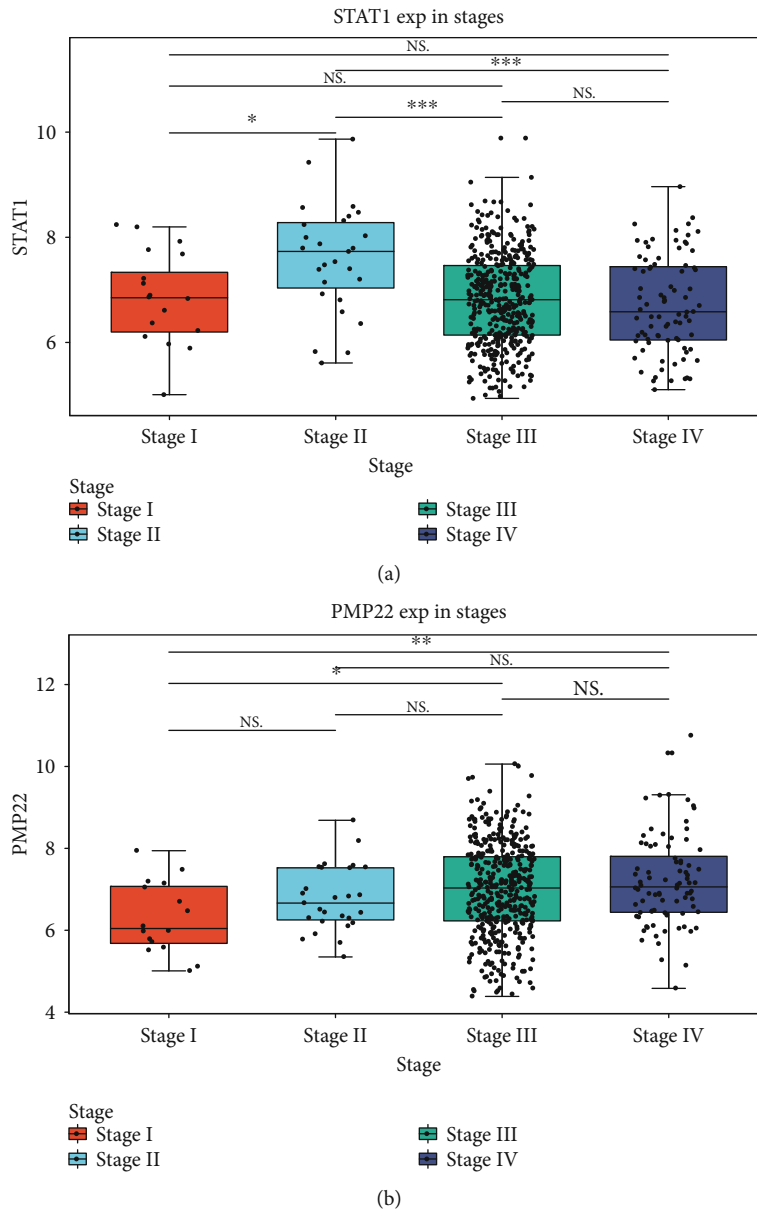 STAT1 exp in stages
NS.
***
NS.
NS.
***
*
10
8
6
STAT1
Stage I
Stage II
Stage III
Stage IV
Stage
Stage
Stage I
Stage III
Stage II
Stage IV
(a)
PMP22 exp in stages
**
NS.
*
NS.
NS.
NS.
12
10
8
6
4
PMP22
Stage I
Stage II
Stage III
Stage IV
Stage
Stage
Stage I
Stage III
Stage II
Stage IV
(b)